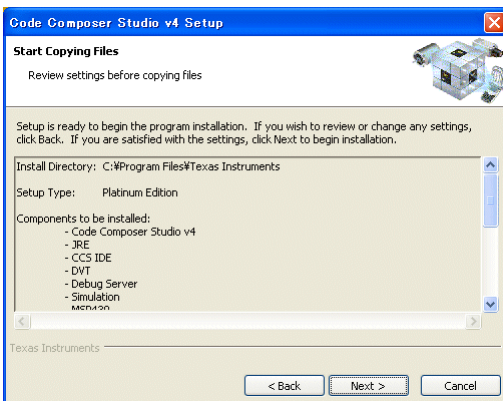 Code Composer Studio v4 Setup
Start Copying Files
Review settings before copying files
Setup is ready to begin the program installation. If you wish to review or change any settings,
click Back. If you are satisfied with the settings, click Next to begin installation.
Install Directory: C:¥Program Files¥Texas Instruments
Setup Type: Platinum Edition
Components to be installed:
- Code Composer Studio v4
- JRE
- CCS IDE
- DVT
- Debug Server
- Simulation
- MSP430
Texas Instruments
< Back
Next >
Cancel